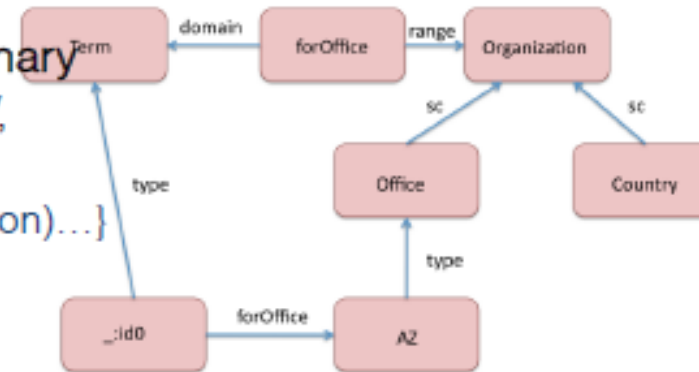 nary
Term
domain
forOffice
range
Organization
,
sc
sc
Office
Country
type
on)...}
type
_:id0
forOffice
AZ